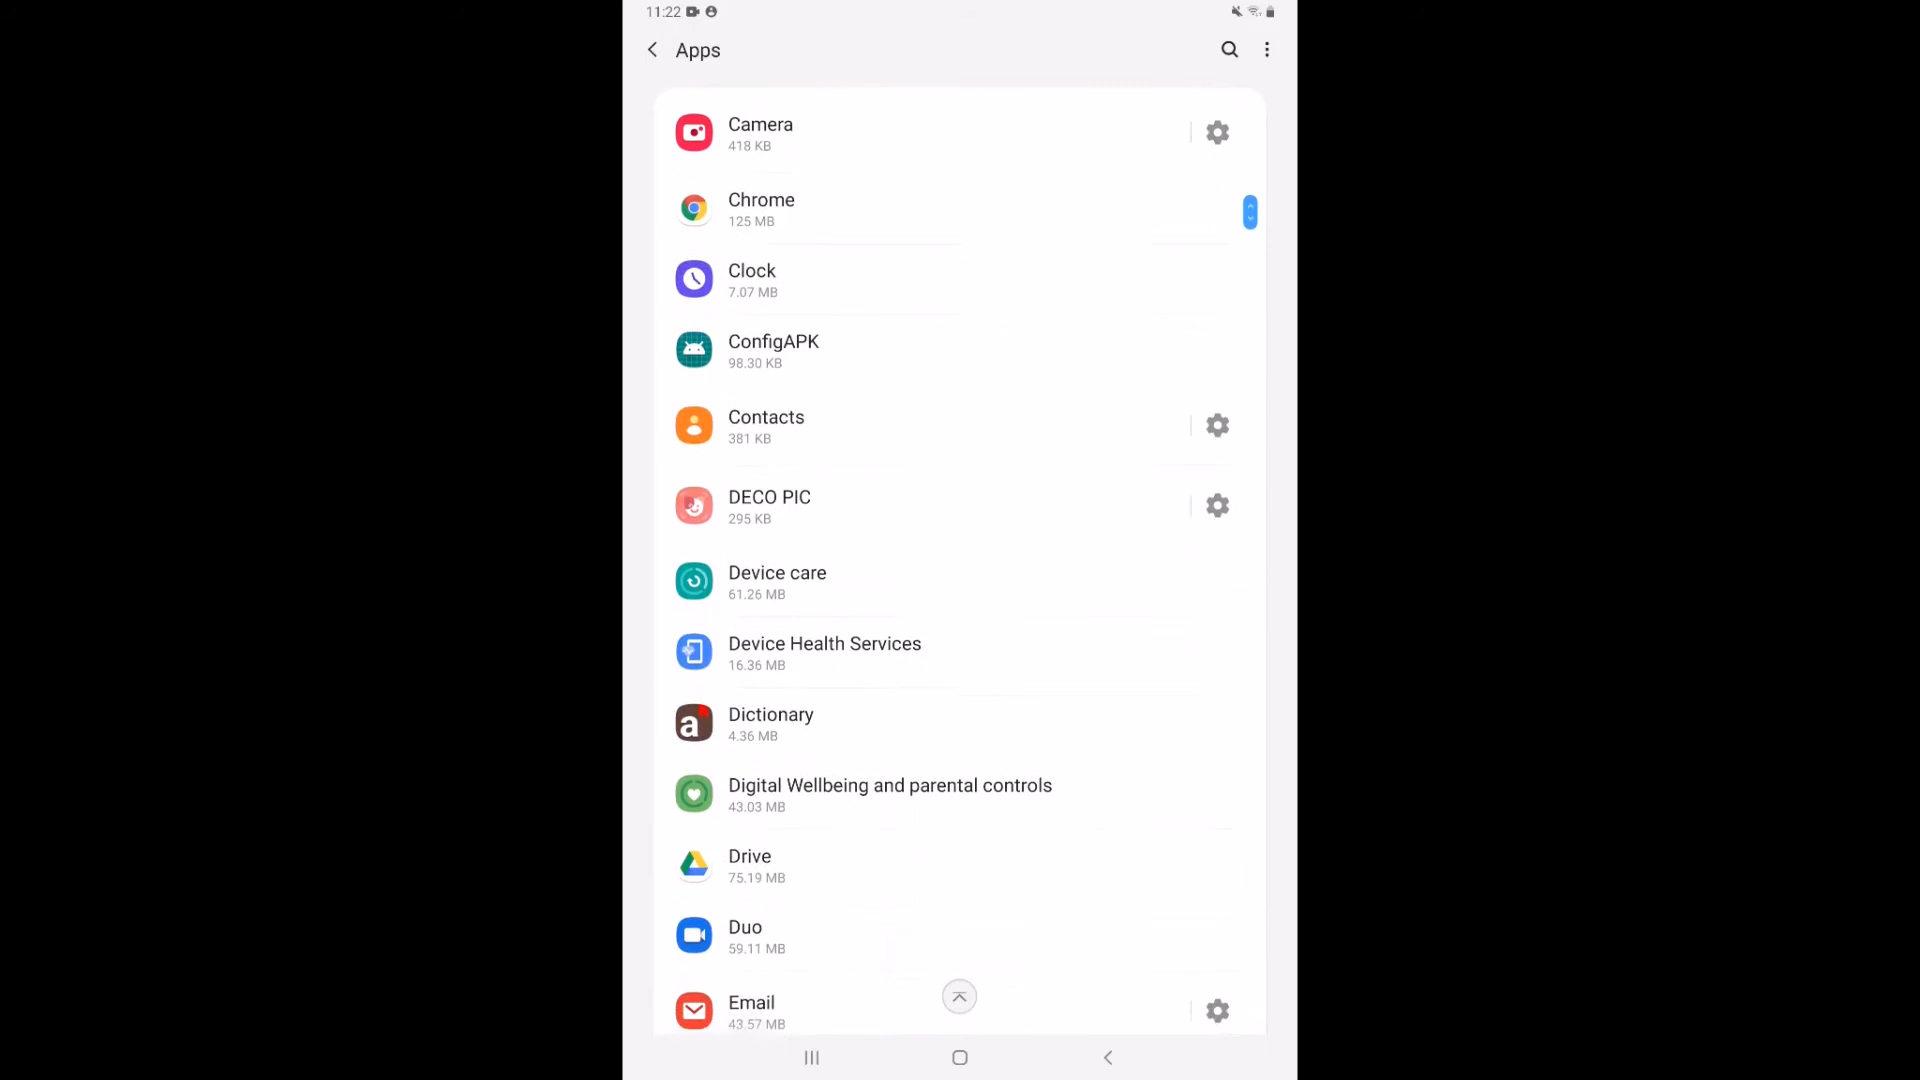 11:22
Apps
Camera
418 KB
Chrome
125 MB
Clock
7.07 MB
ConfigAPK
98.30 KB
Contacts
381 KB
DECO PIC
295 KB
Device care
61.26 MB
Device Health Services
16.36 MB
a
Dictionary
4.36 MB
Digital Wellbeing and parental controls
43.03 MB
Drive
75.19 MB
Duo
59.11 MB
Email
43.57 MB